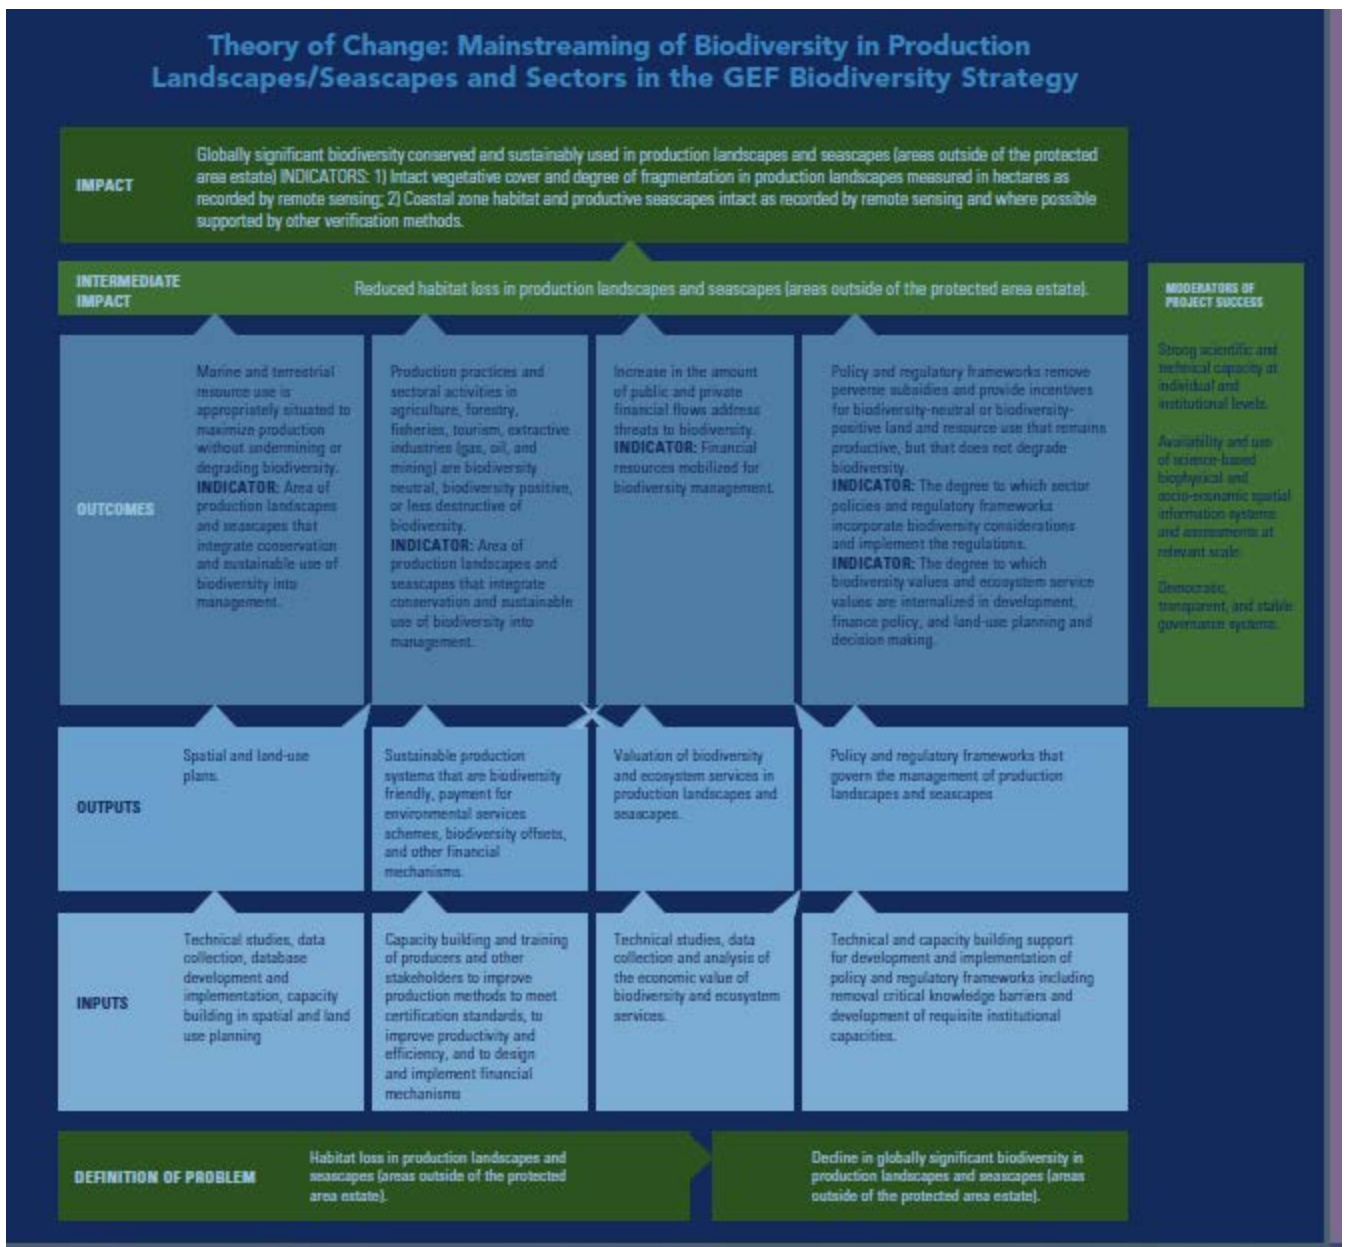 Theory of Change: Mainstreaming of Biodiversity in Production
Landscapes/Seascapes and Sectors in the GEF Biodiversity Strategy
IMPACT
Globally significant biodiversity conserved and sustainably used in production landscapes and seascapes (areas outside of the protected
area estate) INDICATORS: 1) Intact vegetative cover and degree of fragmentation in production landscapes measured in hectares as
recorded by remote sensing; 2) Coastal zone habitat and productive seascapes intact as recorded by remote sensing and where possible
supported by other verification methods.
INTERMEDIATE
IMPACT
Reduced habitat loss in production landscapes and seascapes (areas outside of the protected area estate).
OUTCOMES
Marine and terrestrial
resource use is
appropriately situated to
maximize production
without undermining or
degrading biodiversity.
INDICATOR: Area of
production landscapes
and seascapes that
integrate conservation
and sustainable use of
biodiversity into
management.
Production practices and
sectoral activities in
agriculture, forestry,
fisheries, tourism, extractive
industries (gas, oil, and
mining) are biodiversity
neutral, biodiversity positive,
or less destructive of
biodiversity.
INDICATOR: Area of
production landscapes and
seascapes that integrate
conservation and sustainable
use of biodiversity into
management.
Increase in the amount
of public and private
financial flows address
threats to biodiversity.
INDICATOR: Financial
resources mobilized for
biodiversity management.
Policy and regulatory frameworks remove
perverse subsidies and provide incentives
for biodiversity-neutral or biodiversity-
positive land and resource use that remains
productive, but that does not degrade
biodiversity.
INDICATOR: The degree to which sector
policies and regulatory frameworks
incorporate biodiversity considerations
and implement the regulations.
INDICATOR: The degree to which
biodiversity values and ecosystem service
values are internalized in development,
finance policy, and land-use planning and
decision making.
MODERATORS OF
PROJECT SUCCESS
Strong scientific and
technical capacity at
individual and
institutional levels.
Availability and use
of science-based
biophysical and
socio-economic spatial
information systems
and assessments at
relevant scale.
Democratic,
transparent, and stable
governance systems.
OUTPUTS
Spatial and land-use
plans.
Sustainable production
systems that are biodiversity
friendly, payment for
environmental services
schemes, biodiversity offsets,
and other financial
mechanisms.
Valuation of biodiversity
and ecosystem services in
production landscapes and
seascapes.
Policy and regulatory frameworks that
govern the management of production
landscapes and seascapes
INPUTS
Technical studies, data
collection, database
development and
implementation, capacity
building in spatial and land
use planning
Capacity building and training
of producers and other
stakeholders to improve
production methods to meet
certification standards, to
improve productivity and
efficiency, and to design
and implement financial
mechanisms
Technical studies, data
collection and analysis of
the economic value of
biodiversity and ecosystem
services.
Technical and capacity building support
for development and implementation of
policy and regulatory frameworks including
removal critical knowledge barriers and
development of requisite institutional
capacities.
DEFINITION OF PROBLEM
Habitat loss in production landscapes and
seascapes (areas outside of the protected
area estate).
Decline in globally significant biodiversity in
production landscapes and seascapes (areas
outside of the protected area estate).